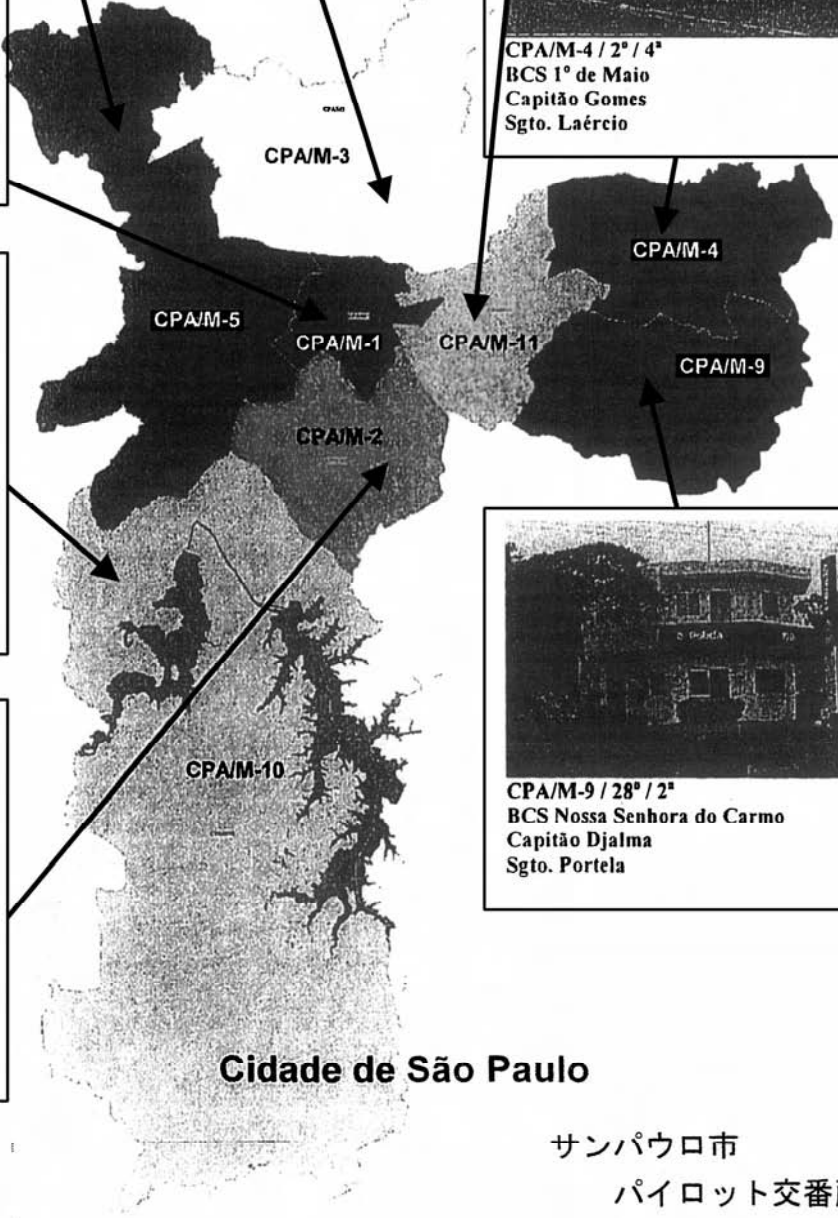 CPA/M-4 / 2º / 4ª
BCS 1º de Maio
Capitão Gomes
Sgto. Laércio
CPA/M-3
CPA/M-4
CPA/M-5
CPA/M-1
CPA/M-11
CPA/M-9
CPA/M-2
CPA/M-10
CPA/M-9 / 28º / 2ª
BCS Nossa Senhora do Carmo
Capitão Djalma
Sgto. Portela
Cidade de São Paulo
サンパウロ市
パイロット交番